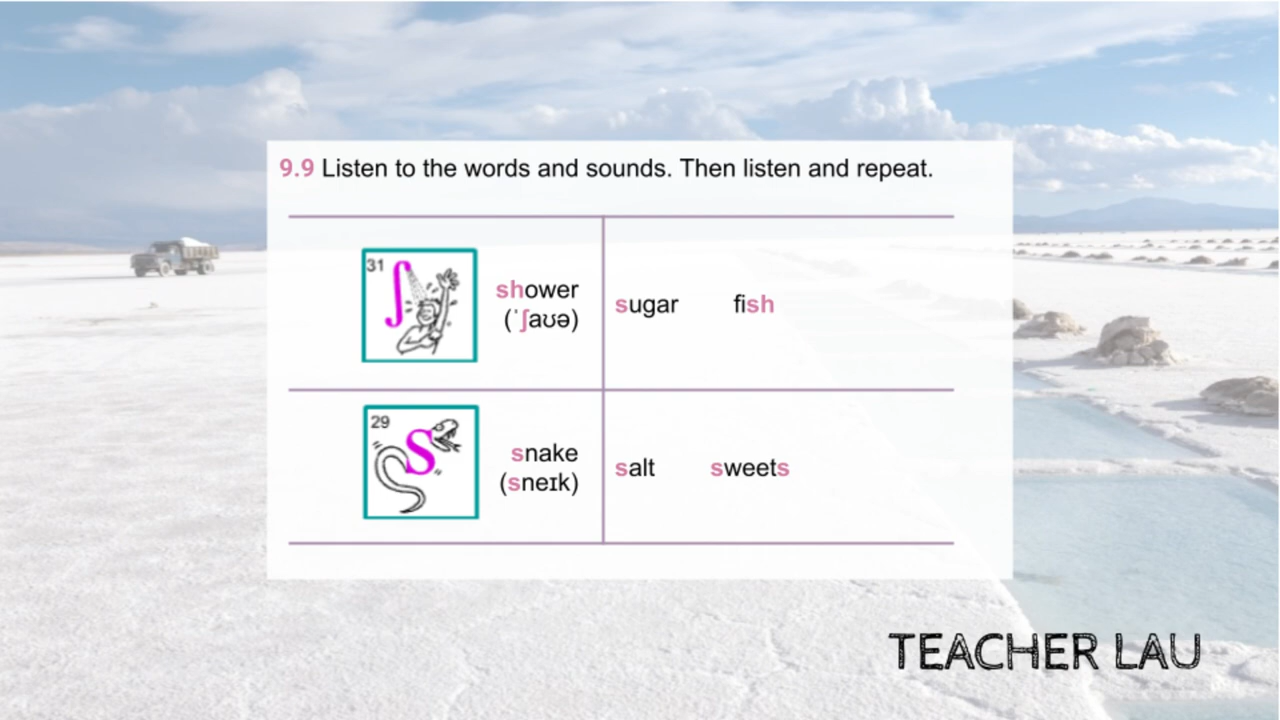 9.9 Listen to the words and sounds. Then listen and repeat.
31
ʃ
shower
(ˈʃaʊə)
sugar fish
29
s
snake
(sneɪk)
salt sweets
TEACHER LAU